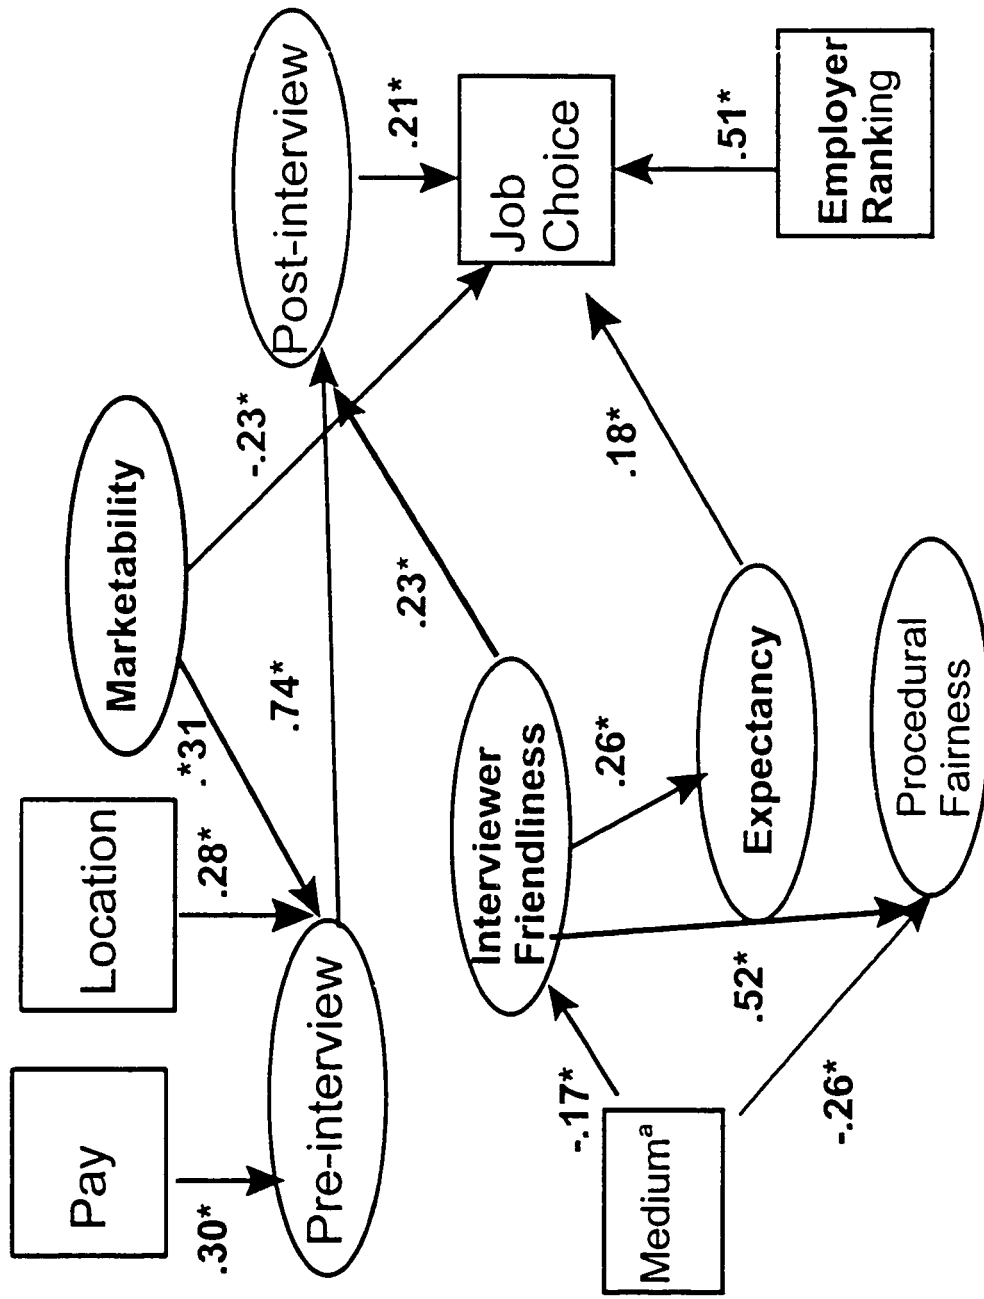 Pay
Location
Marketability
.30*
.28*
.*31
-.23*
.74*
Pre-interview
Post-interview
.23*
.21*
Interviewer
Friendliness
Job
Choice
-.17*
.26*
.18*
Mediumª
.52*
Expectancy
.51*
-.26*
Employer
Ranking
Procedural
Fairness